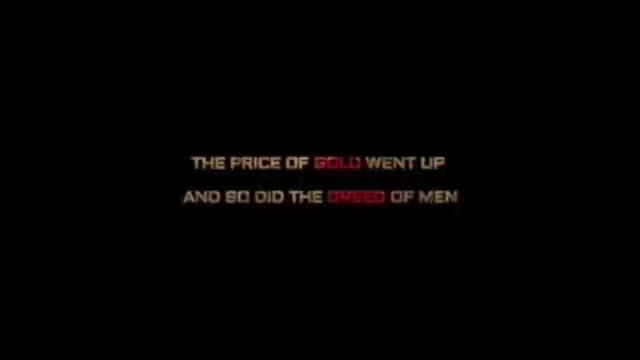 THE PRICE OF GOLD WENT UP
AND SO DID THE GREED OF MEN